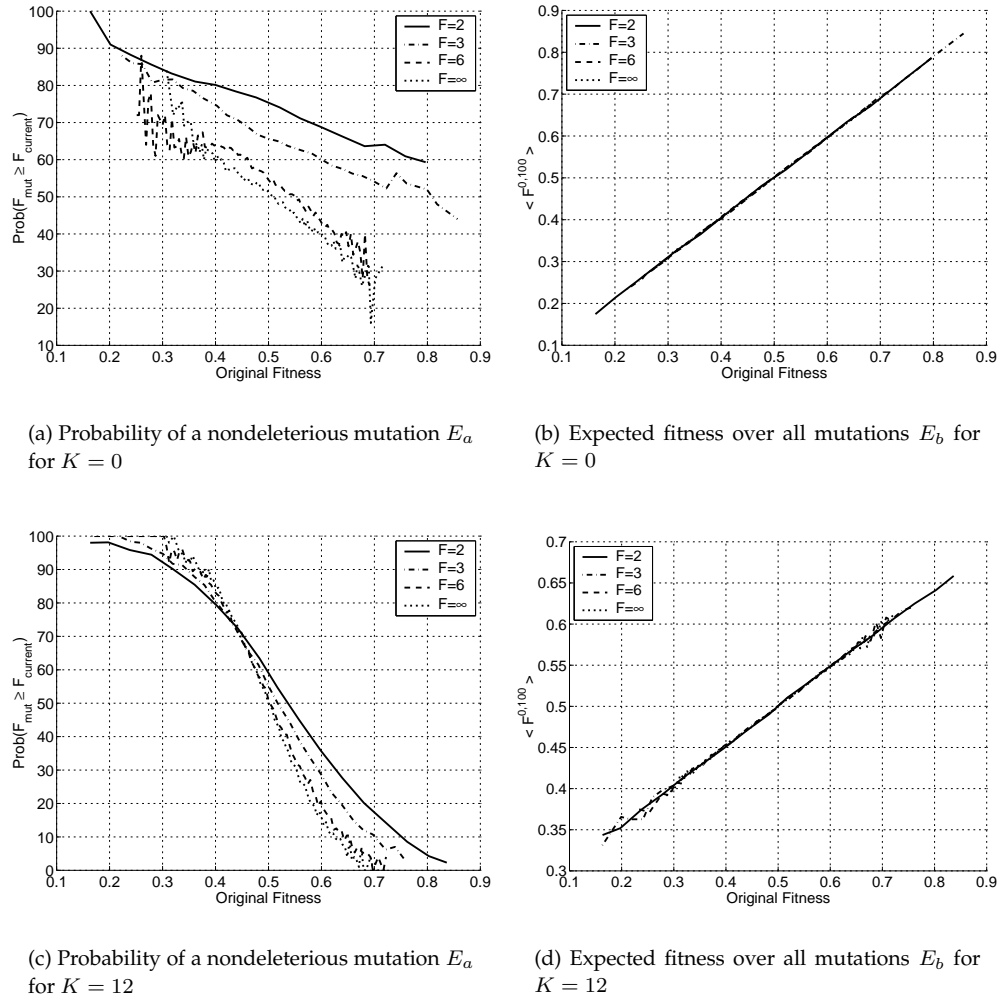 100
90
80
70
60
50
40
30
20
10
Prob(F_mut ≥ F_current)
F=2
F=3
F=6
F=∞
0.1 0.2 0.3 0.4 0.5 0.6 0.7 0.8 0.9
Original Fitness
0.9
0.8
0.7
0.6
0.5
0.4
0.3
0.2
0.1
< F^{0,100} >
F=2
F=3
F=6
F=∞
0.1 0.2 0.3 0.4 0.5 0.6 0.7 0.8 0.9
Original Fitness
(a) Probability of a nondeleterious mutation E_a
for K = 0
(b) Expected fitness over all mutations E_b for
K = 0
100
90
80
70
60
50
40
30
20
10
0
Prob(F_mut ≥ F_current)
F=2
F=3
F=6
F=∞
0.1 0.2 0.3 0.4 0.5 0.6 0.7 0.8 0.9
Original Fitness
0.7
0.65
0.6
0.55
0.5
0.45
0.4
0.35
0.3
< F^{0,100} >
F=2
F=3
F=6
F=∞
0.1 0.2 0.3 0.4 0.5 0.6 0.7 0.8 0.9
Original Fitness
(c) Probability of a nondeleterious mutation E_a
for K = 12
(d) Expected fitness over all mutations E_b for
K = 12